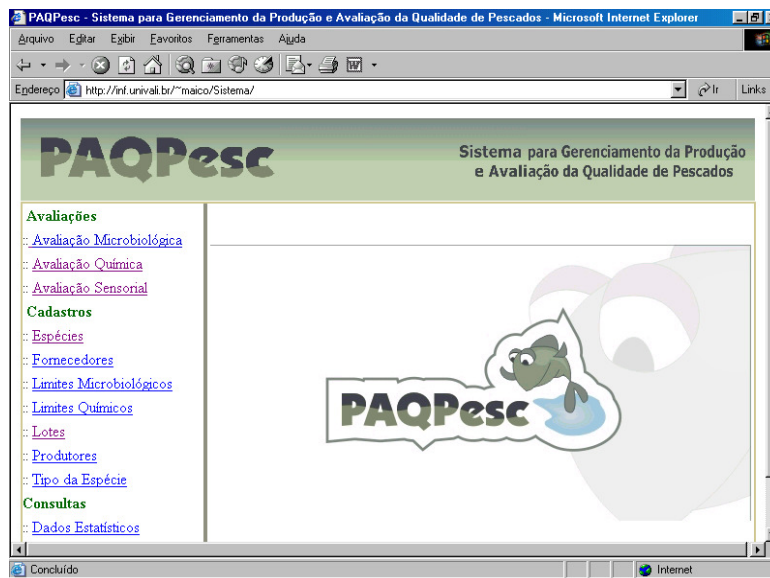 PAQPesc - Sistema para Gerenciamento da Produção e Avaliação da Qualidade de Pescados - Microsoft Internet Explorer
Arquivo Editar Exibir Favoritos Ferramentas Ajuda
Endereço http://inf.univali.br/~maico/Sistema/ Ir Links
PAQPesc
Sistema para Gerenciamento da Produção
e Avaliação da Qualidade de Pescados
Avaliações
:: Avaliação Microbiológica
:: Avaliação Química
:: Avaliação Sensorial
Cadastros
:: Espécies
:: Fornecedores
:: Limites Microbiológicos
:: Limites Químicos
:: Lotes
:: Produtores
:: Tipo da Espécie
Consultas
:: Dados Estatísticos
PAQPesc
Concluído Internet